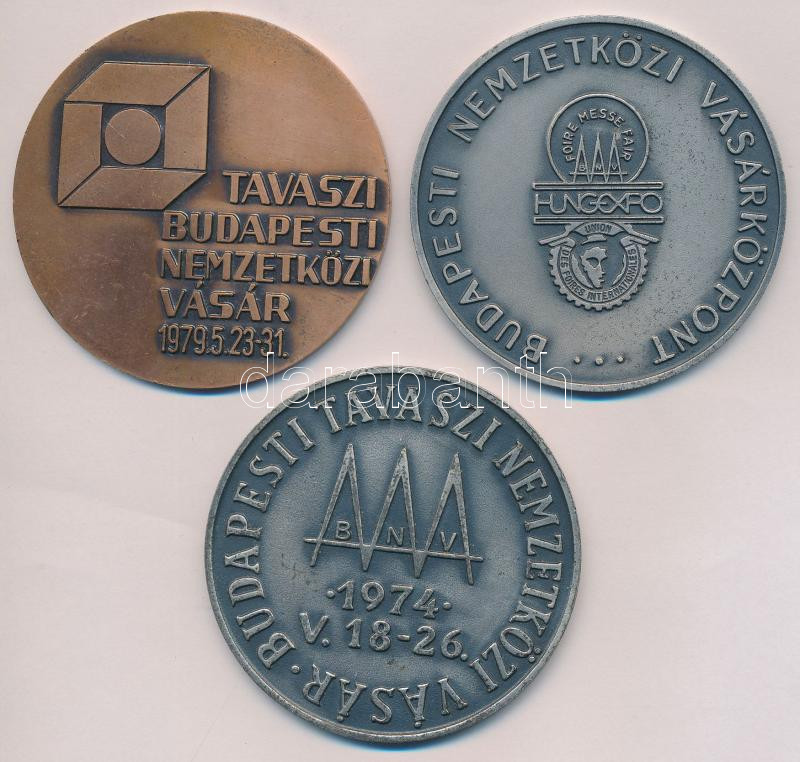 TAVASZI
BUDAPESTI
NEMZETKÖZI
VÁSÁR
1979.5.23-31.
BUDAPESTI NEMZETKÖZI VÁSÁRKÖZPONT ...
FOIRE MESSE FAIR
B N V
HUNGEXPO
UNION
DES FOIRES INTERNATIONALES
darabanth
BUDAPESTI TAVASZI NEMZETKÖZI VÁSÁR ·
B N V
·1974·
V. 18-26.